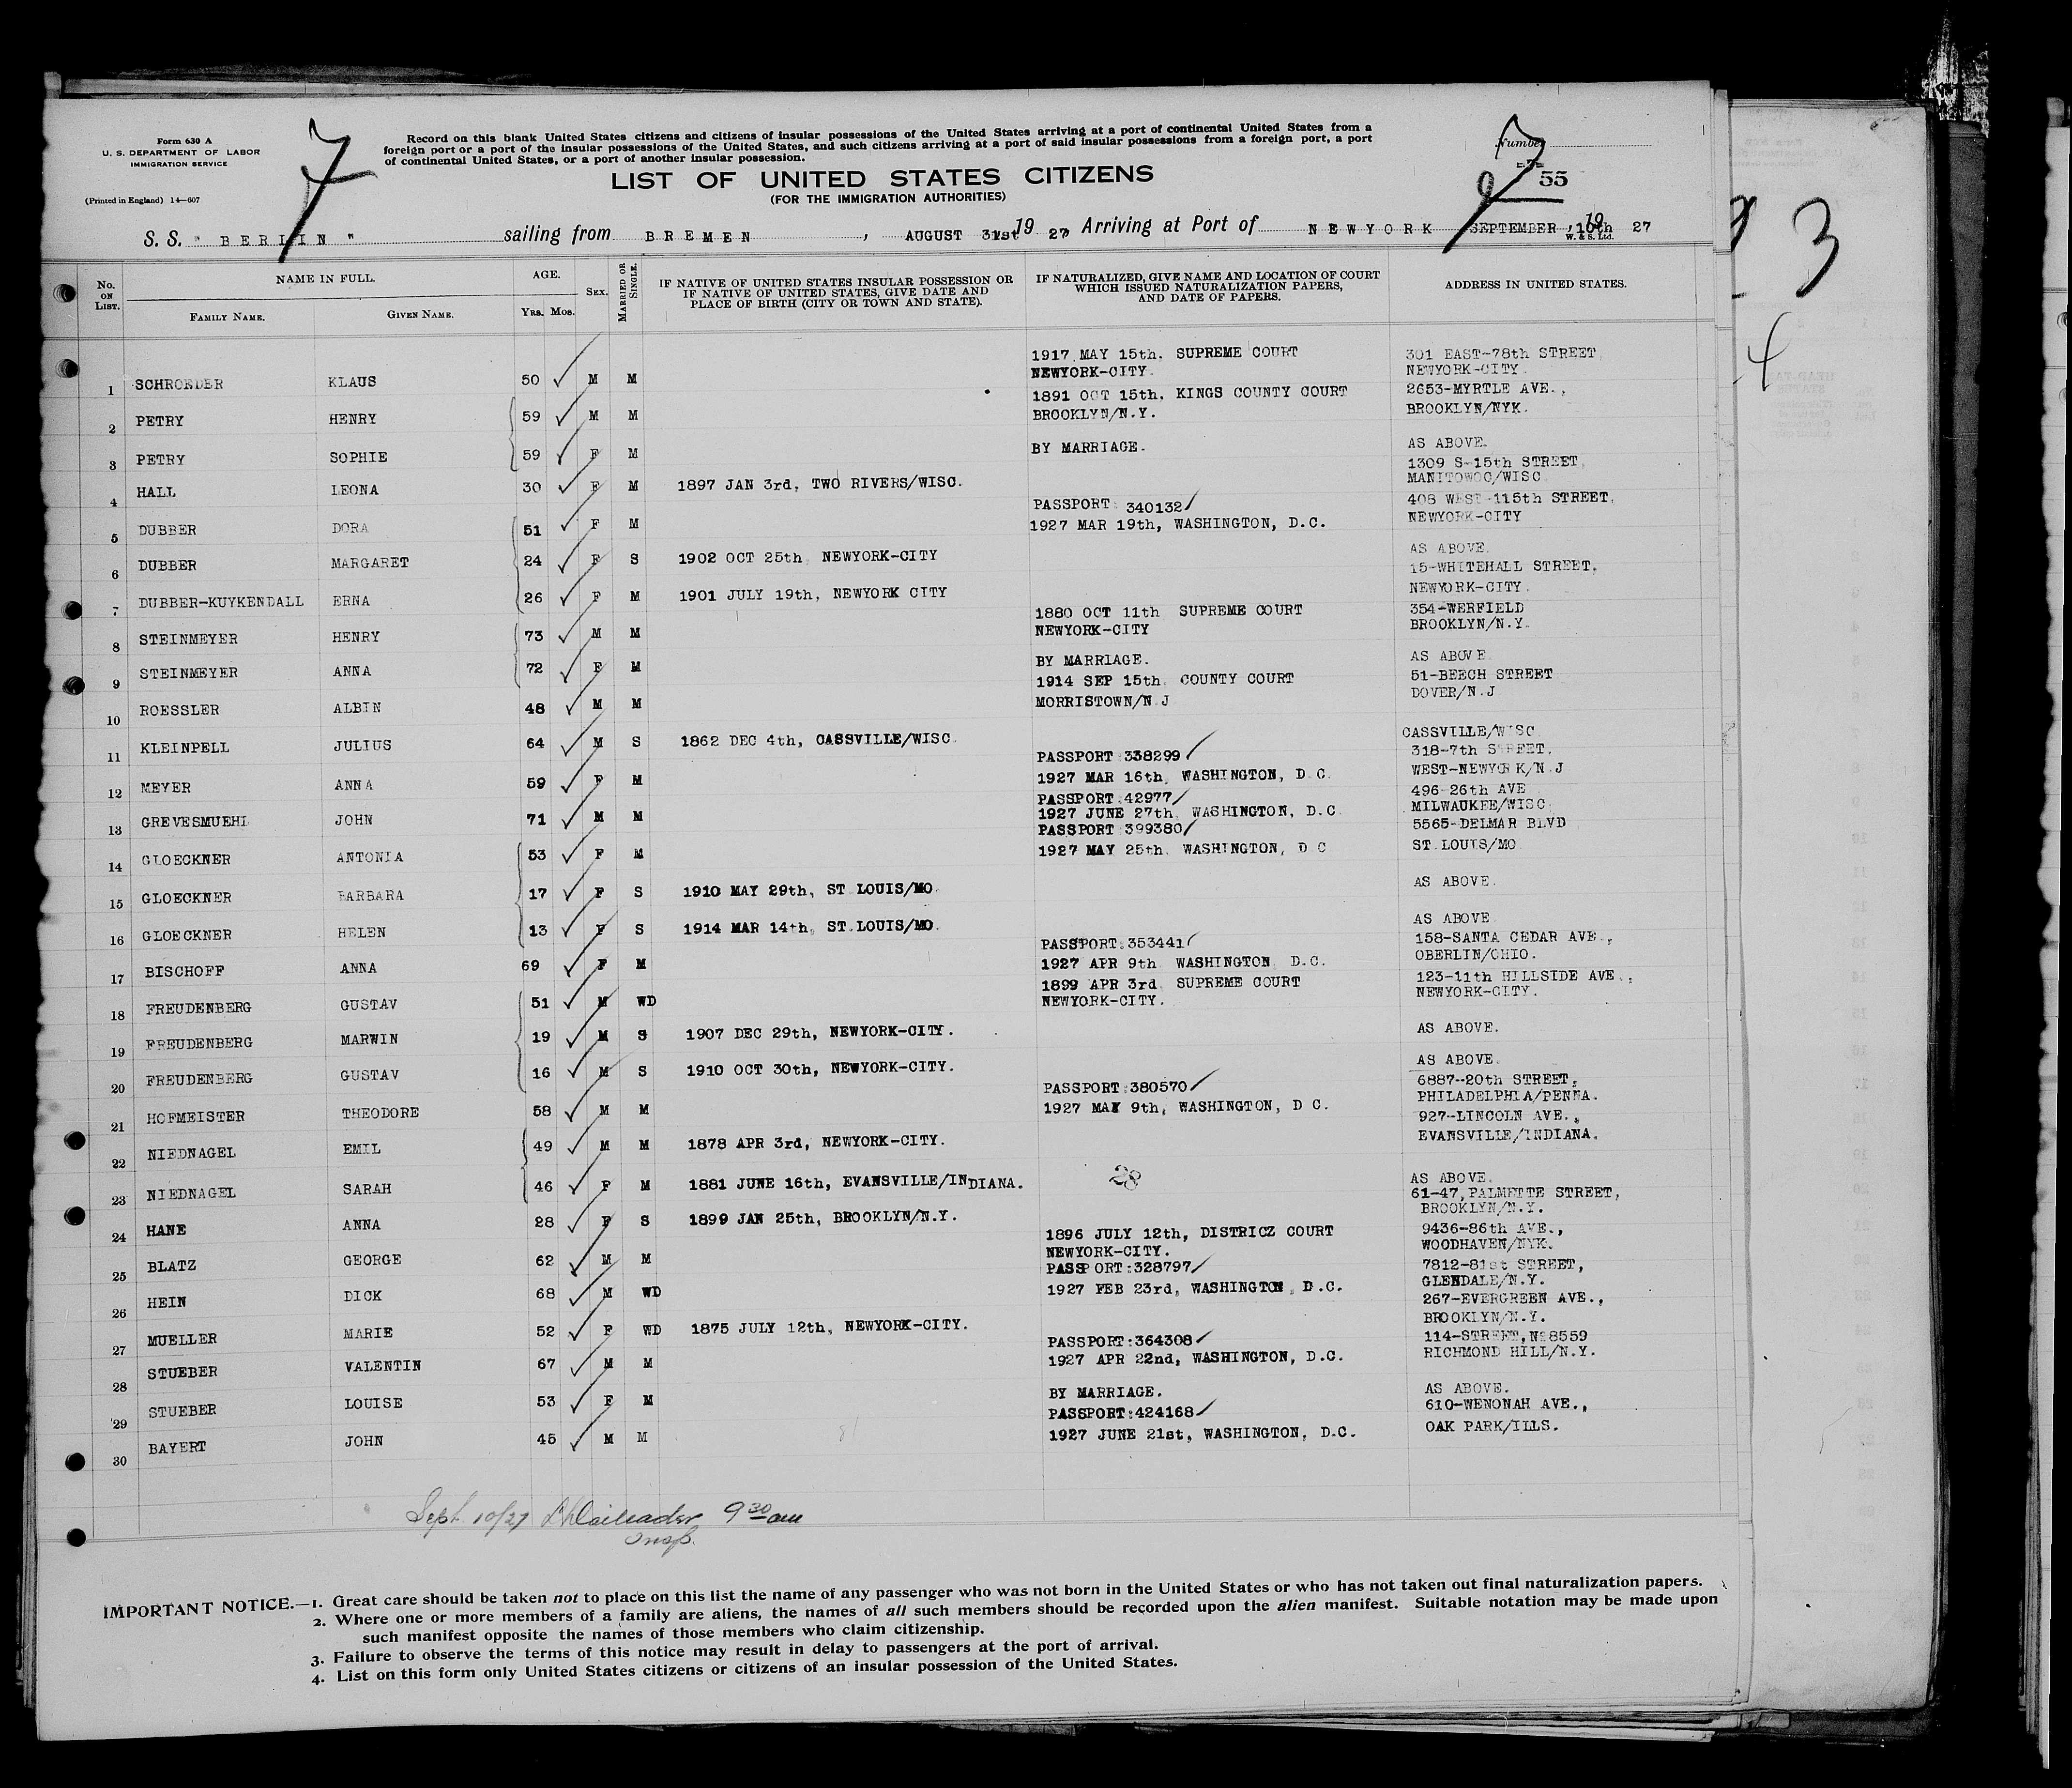 Form 630 A
U. S. DEPARTMENT OF LABOR
IMMIGRATION SERVICE
(Printed in England) 14—607
7
Record on this blank United States citizens and citizens of insular possessions of the United States arriving at a port of continental United States from a
foreign port or a port of the insular possessions of the United States, and such citizens arriving at a port of said insular possessions from a foreign port, a port
of continental United States, or a port of another insular possession.
LIST OF UNITED STATES CITIZENS
(FOR THE IMMIGRATION AUTHORITIES)
Number
-7-
55
S. S. " BERLIN " sailing from BREMEN , AUGUST 31st 19 27, Arriving at Port of NEWYORK SEPTEMBER , 10th 19 27
W. & S. Ltd.
No. ON LIST. NAME IN FULL. AGE. SEX. MARRIED OR SINGLE. IF NATIVE OF UNITED STATES INSULAR POSSESSION OR IF NATIVE OF UNITED STATES, GIVE DATE AND PLACE OF BIRTH (CITY OR TOWN AND STATE). IF NATURALIZED, GIVE NAME AND LOCATION OF COURT WHICH ISSUED NATURALIZATION PAPERS, AND DATE OF PAPERS. ADDRESS IN UNITED STATES.
FAMILY NAME. GIVEN NAME. YRS. MOS.
1 SCHROEDER KLAUS 50 M M 1917 MAY 15th. SUPREME COURT NEWYORK-CITY. 301 EAST-78th STREET, NEWYORK-CITY.
2 PETRY HENRY 59 M M 1891 OCT 15th. KINGS COUNTY COURT BROOKLYN/N.Y. 2653-MYRTLE AVE., BROOKLYN/NYK.
3 PETRY SOPHIE 59 F M BY MARRIAGE. AS ABOVE.
4 HALL LEONA 30 F M 1897 JAN 3rd, TWO RIVERS/WISC. 1309 S-15th STREET, MANITOWOC/WISC
5 DUBBER DORA 51 F M PASSPORT: 340132 1927 MAR 19th, WASHINGTON, D.C. 408 WEST-115th STREET, NEWYORK-CITY
6 DUBBER MARGARET 24 F S 1902 OCT 25th, NEWYORK-CITY AS ABOVE.
7 DUBBER-KUYKENDALL ERNA 26 F M 1901 JULY 19th, NEWYORK CITY 15-WHITEHALL STREET, NEWYORK-CITY.
8 STEINMEYER HENRY 73 M M 1880 OCT 11th SUPREME COURT NEWYORK-CITY 354-WERFIELD BROOKLYN/N.Y.
9 STEINMEYER ANNA 72 F M BY MARRIAGE. AS ABOVE
10 ROESSLER ALBIN 48 M M 1914 SEP 15th. COUNTY COURT MORRISTOWN/N.J 51-BEECH STREET DOVER/N.J
11 KLEINPELL JULIUS 64 M S 1862 DEC 4th, CASSVILLE/WISC. CASSVILLE/WISC
12 MEYER ANNA 59 F M PASSPORT:338299 1927 MAR 16th, WASHINGTON, D.C. 318-7th STREET, WEST-NEWYORK/N.J
13 GREVESMUEHL JOHN 71 M M PASSPORT:42977 1927 JUNE 27th, WASHINGTON, D.C 496-26th AVE MILWAUKEE/WISC
14 GLOECKNER ANTONIA 53 F M PASSPORT:399380 1927 MAY 25th. WASHINGTON, D C 5565-DELMAR BLVD ST.LOUIS/MO
15 GLOECKNER BARBARA 17 F S 1910 MAY 29th, ST.LOUIS/MO. AS ABOVE.
16 GLOECKNER HELEN 13 F S 1914 MAR 14th, ST.LOUIS/MO. AS ABOVE
17 BISCHOFF ANNA 69 F M PASSPORT:353441 1927 APR 9th WASHINGTON D.C. 158-SANTA CEDAR AVE., OBERLIN/OHIO.
18 FREUDENBERG GUSTAV 51 M WD 1899 APR 3rd SUPREME COURT NEWYORK-CITY. 123-11th HILLSIDE AVE., NEWYORK-CITY.
19 FREUDENBERG MARWIN 19 M S 1907 DEC 29th, NEWYORK-CITY. AS ABOVE.
20 FREUDENBERG GUSTAV 16 M S 1910 OCT 30th, NEWYORK-CITY. AS ABOVE.
21 HOFMEISTER THEODORE 58 M M PASSPORT:380570 1927 MAY 9th, WASHINGTON, D C. 6887-20th STREET, PHILADELPHIA/PENNA.
22 NIEDNAGEL EMIL 49 M M 1878 APR 3rd, NEWYORK-CITY. 927-LINCOLN AVE., EVANSVILLE/INDIANA.
23 NIEDNAGEL SARAH 46 F M 1881 JUNE 16th, EVANSVILLE/INDIANA. 28 AS ABOVE.
24 HANE ANNA 28 F S 1899 JAN 25th, BROOKLYN/N.Y. 61-47,PALMETTE STREET, BROOKLYN/N.Y.
25 BLATZ GEORGE 62 M M 1896 JULY 12th, DISTRICZ COURT NEWYORK-CITY. 9436-86th AVE., WOODHAVEN/NYK.
26 HEIN DICK 68 M WD PASSPORT:328797 1927 FEB 23rd, WASHINGTON, D.C. 7812-81st STREET, GLENDALE/N.Y.
27 MUELLER MARIE 52 F WD 1875 JULY 12th, NEWYORK-CITY. 267-EVERGREEN AVE., BROOKLYN/N.Y.
28 STUEBER VALENTIN 67 M M PASSPORT:364308 1927 APR 22nd, WASHINGTON, D.C. 114-STREET,No8559 RICHMOND HILL/N.Y.
29 STUEBER LOUISE 53 F M BY MARRIAGE. AS ABOVE.
30 BAYERT JOHN 45 M M PASSPORT:424168 1927 JUNE 21st, WASHINGTON, D.C. 610-WENONAH AVE., OAK PARK/ILLS.
Sept 10/27 9 30 am
Insp.
IMPORTANT NOTICE.—1. Great care should be taken not to place on this list the name of any passenger who was not born in the United States or who has not taken out final naturalization papers.
2. Where one or more members of a family are aliens, the names of all such members should be recorded upon the alien manifest. Suitable notation may be made upon
such manifest opposite the names of those members who claim citizenship.
3. Failure to observe the terms of this notice may result in delay to passengers at the port of arrival.
4. List on this form only United States citizens or citizens of an insular possession of the United States.
3
4